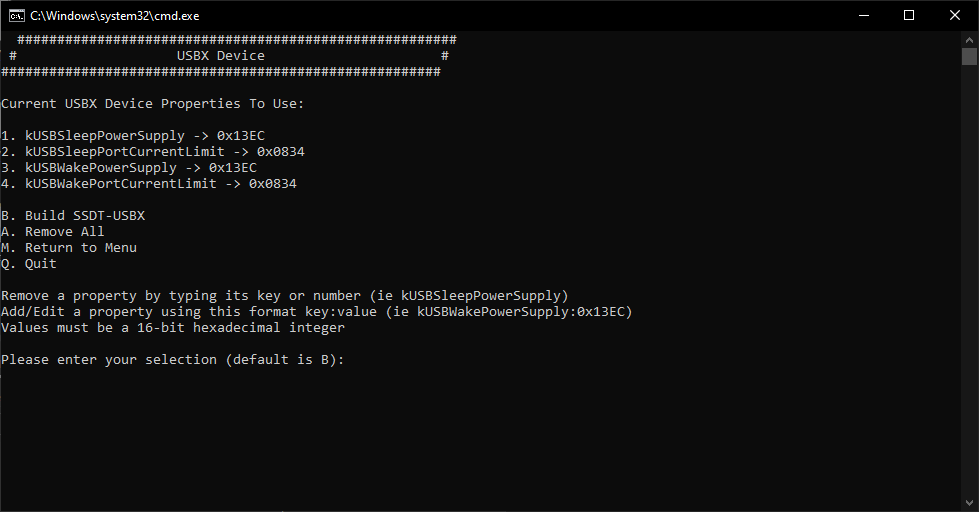 C:\Windows\system32\cmd.exe
#######################################################
# USBX Device #
#######################################################
Current USBX Device Properties To Use:
1. kUSBSleepPowerSupply -> 0x13EC
2. kUSBSleepPortCurrentLimit -> 0x0834
3. kUSBWakePowerSupply -> 0x13EC
4. kUSBWakePortCurrentLimit -> 0x0834
B. Build SSDT-USBX
A. Remove All
M. Return to Menu
Q. Quit
Remove a property by typing its key or number (ie kUSBSleepPowerSupply)
Add/Edit a property using this format key:value (ie kUSBWakePowerSupply:0x13EC)
Values must be a 16-bit hexadecimal integer
Please enter your selection (default is B):